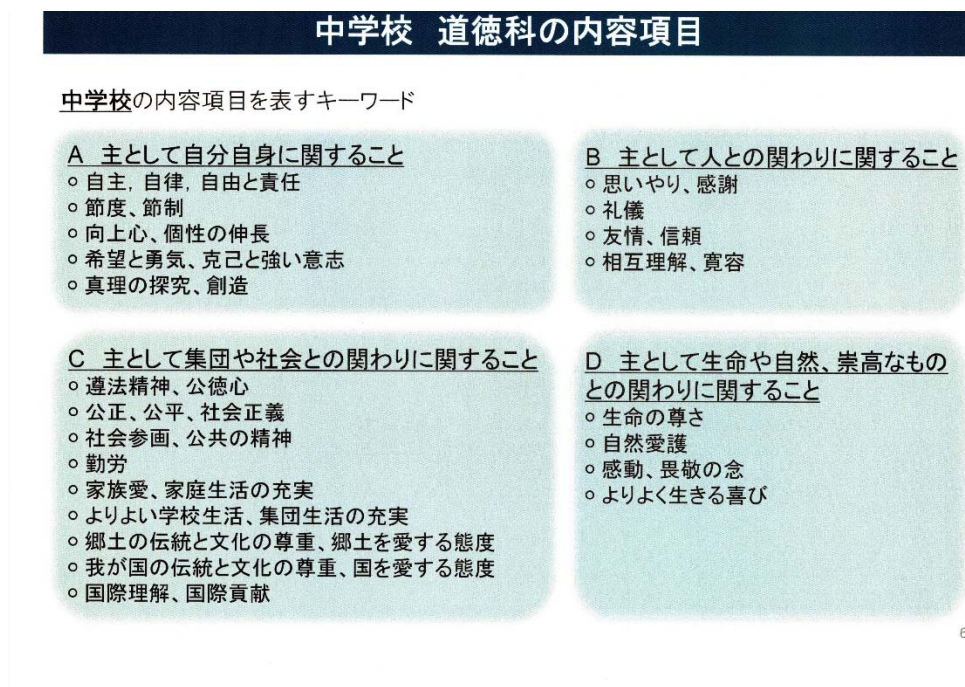 中学校 道徳科の内容項目
中学校の内容項目を表すキーワード
A 主として自分自身に関すること
○ 自主, 自律, 自由と責任
○ 節度、節制
○ 向上心、個性の伸長
○ 希望と勇気、克己と強い意志
○ 真理の探究、創造
B 主として人との関わりに関すること
○ 思いやり、感謝
○ 礼儀
○ 友情、信頼
○ 相互理解、寛容
C 主として集団や社会との関わりに関すること
○ 遵法精神、公徳心
○ 公正、公平、社会正義
○ 社会参画、公共の精神
○ 勤労
○ 家族愛、家庭生活の充実
○ よりよい学校生活、集団生活の充実
○ 郷土の伝統と文化の尊重、郷土を愛する態度
○ 我が国の伝統と文化の尊重、国を愛する態度
○ 国際理解、国際貢献
D 主として生命や自然、崇高なもの
との関わりに関すること
○ 生命の尊さ
○ 自然愛護
○ 感動、畏敬の念
○ よりよく生きる喜び
6